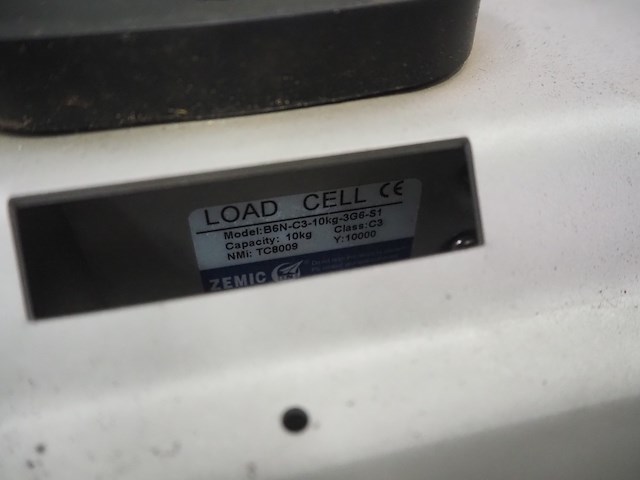 LOAD CELL CE
Model:B6N-C3-10kg-3G6-S1
Capacity: 10kg Class:C3
NMi: TC8009 Y:10000
ZEMIC ®